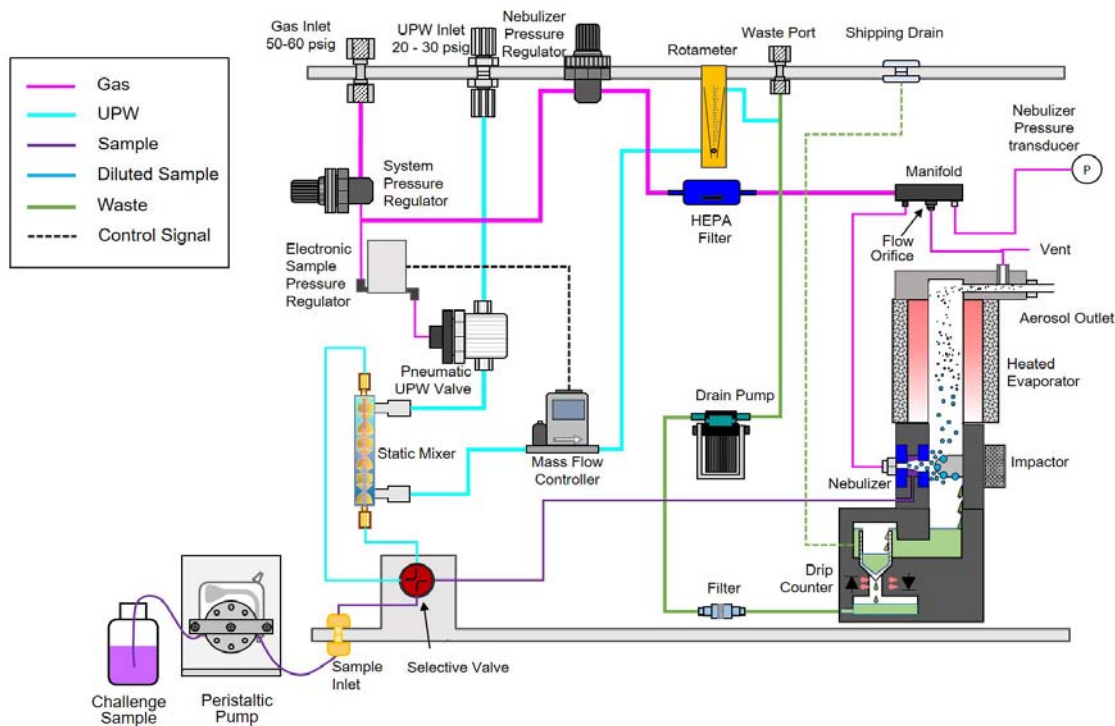 Gas Inlet
50-60 psig
UPW Inlet
20 - 30 psig
Nebulizer
Pressure
Regulator
Rotameter
Waste Port
Shipping Drain
Gas
UPW
Sample
Diluted Sample
Waste
Control Signal
System
Pressure
Regulator
Nebulizer
Pressure
transducer
P
Manifold
HEPA
Filter
Flow
Orifice
Vent
Electronic
Sample
Pressure
Regulator
Aerosol Outlet
Heated
Evaporator
Pneumatic
UPW Valve
Drain Pump
Static Mixer
Mass Flow
Controller
Nebulizer
Impactor
Drip
Counter
Filter
Sample
Inlet
Selective Valve
Challenge
Sample
Peristaltic
Pump